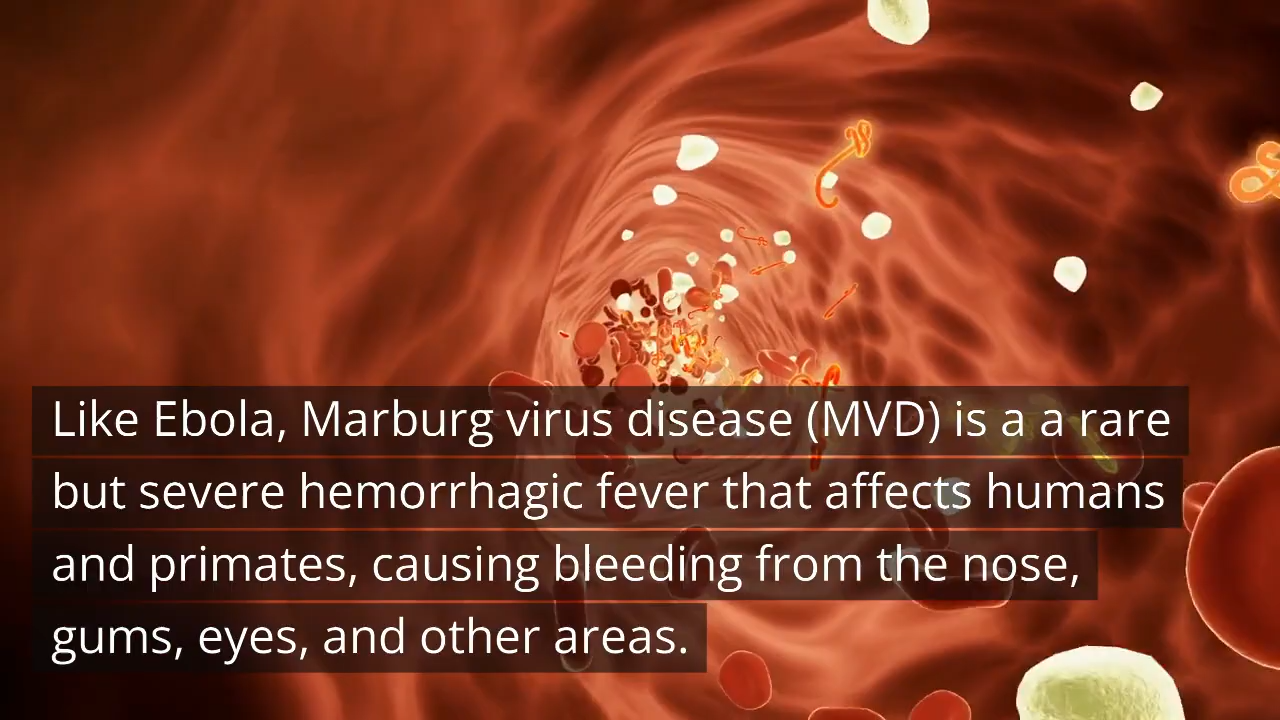 Like Ebola, Marburg virus disease (MVD) is a a rare
but severe hemorrhagic fever that affects humans
and primates, causing bleeding from the nose,
gums, eyes, and other areas.